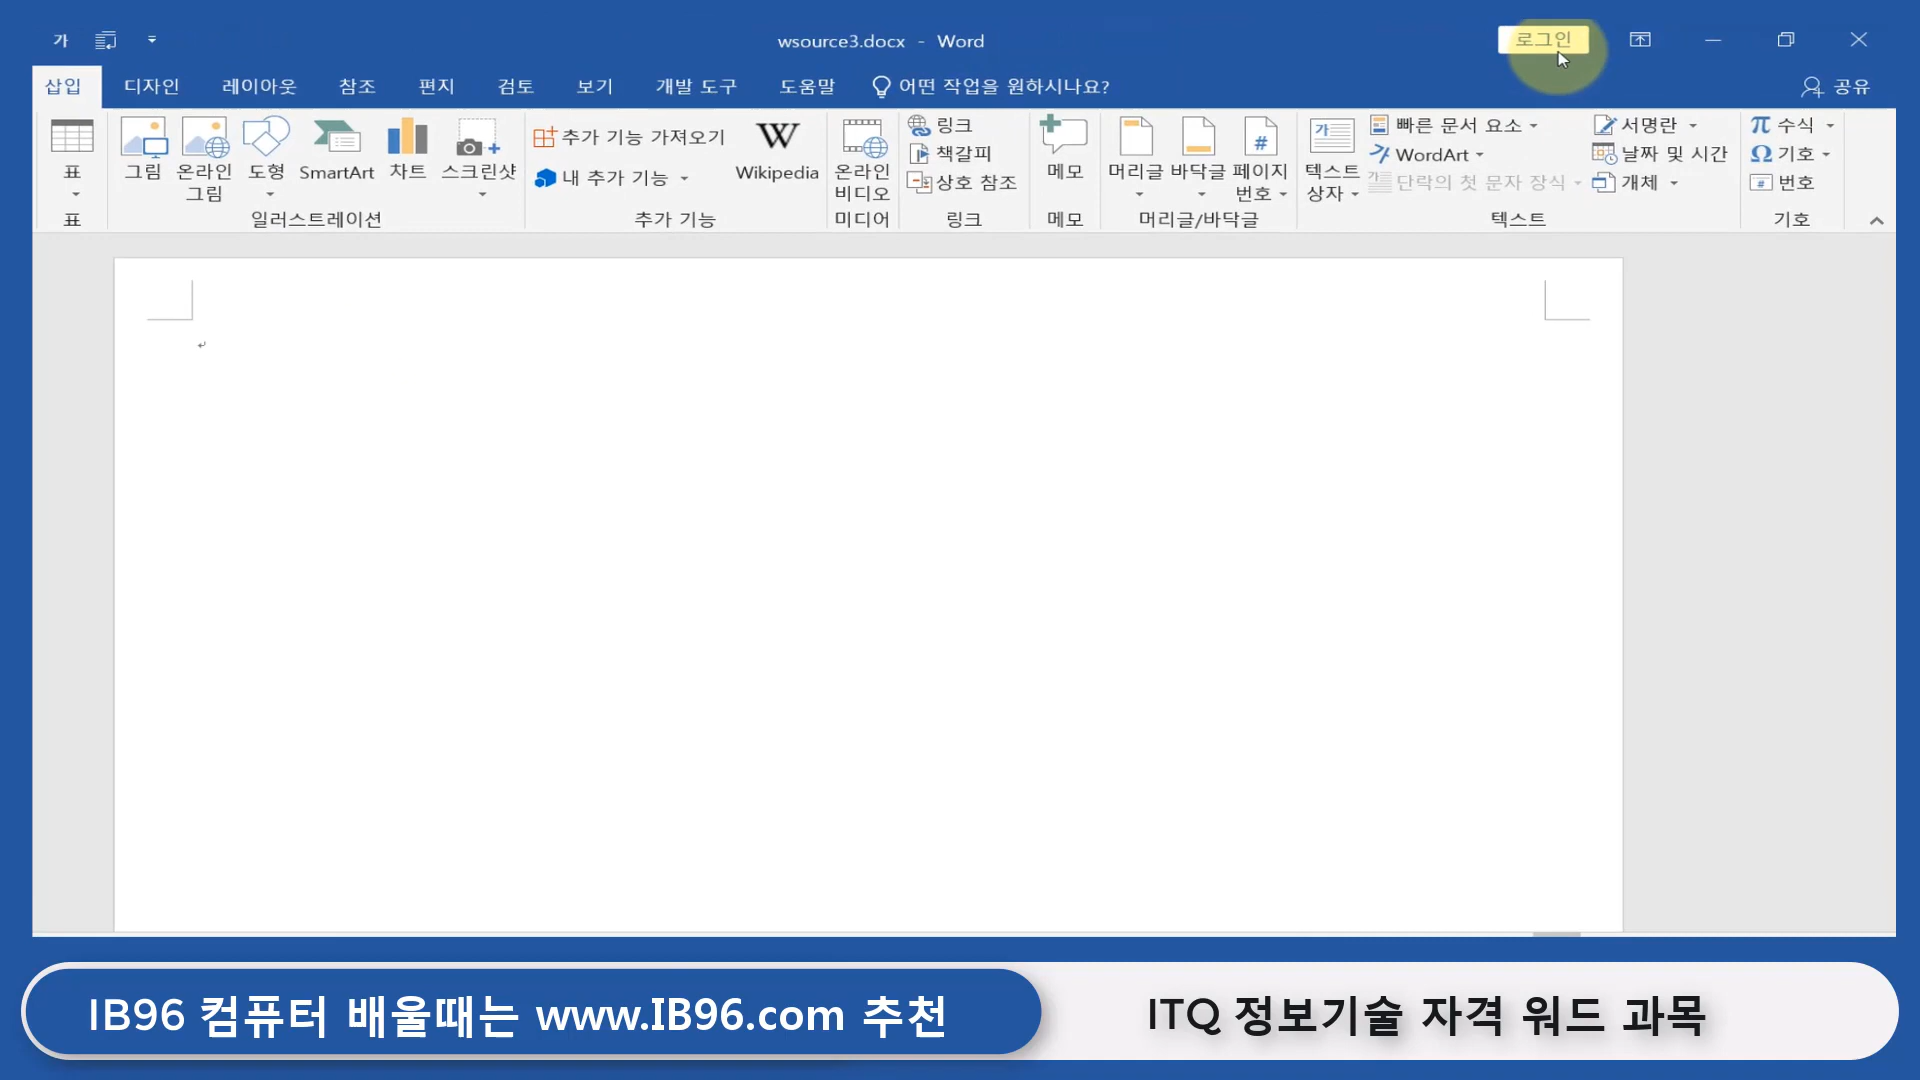 가
wsource3.docx - Word
로그인
삽입 디자인 레이아웃 참조 편지 검토 보기 개발 도구 도움말 어떤 작업을 원하시나요? 공유
표
표
그림
온라인
그림
도형
SmartArt
차트
스크린샷
일러스트레이션
추가 기능 가져오기
내 추가 기능
W
Wikipedia
추가 기능
온라인
비디오
미디어
링크
책갈피
상호 참조
링크
메모
메모
머리글
바닥글
#
페이지
번호
머리글/바닥글
가
텍스트
상자
빠른 문서 요소
WordArt
가
단락의 첫 문자 장식
서명란
날짜 및 시간
개체
텍스트
π 수식
Ω 기호
# 번호
기호
IB96 컴퓨터 배울때는 www.IB96.com 추천
ITQ 정보기술 자격 워드 과목